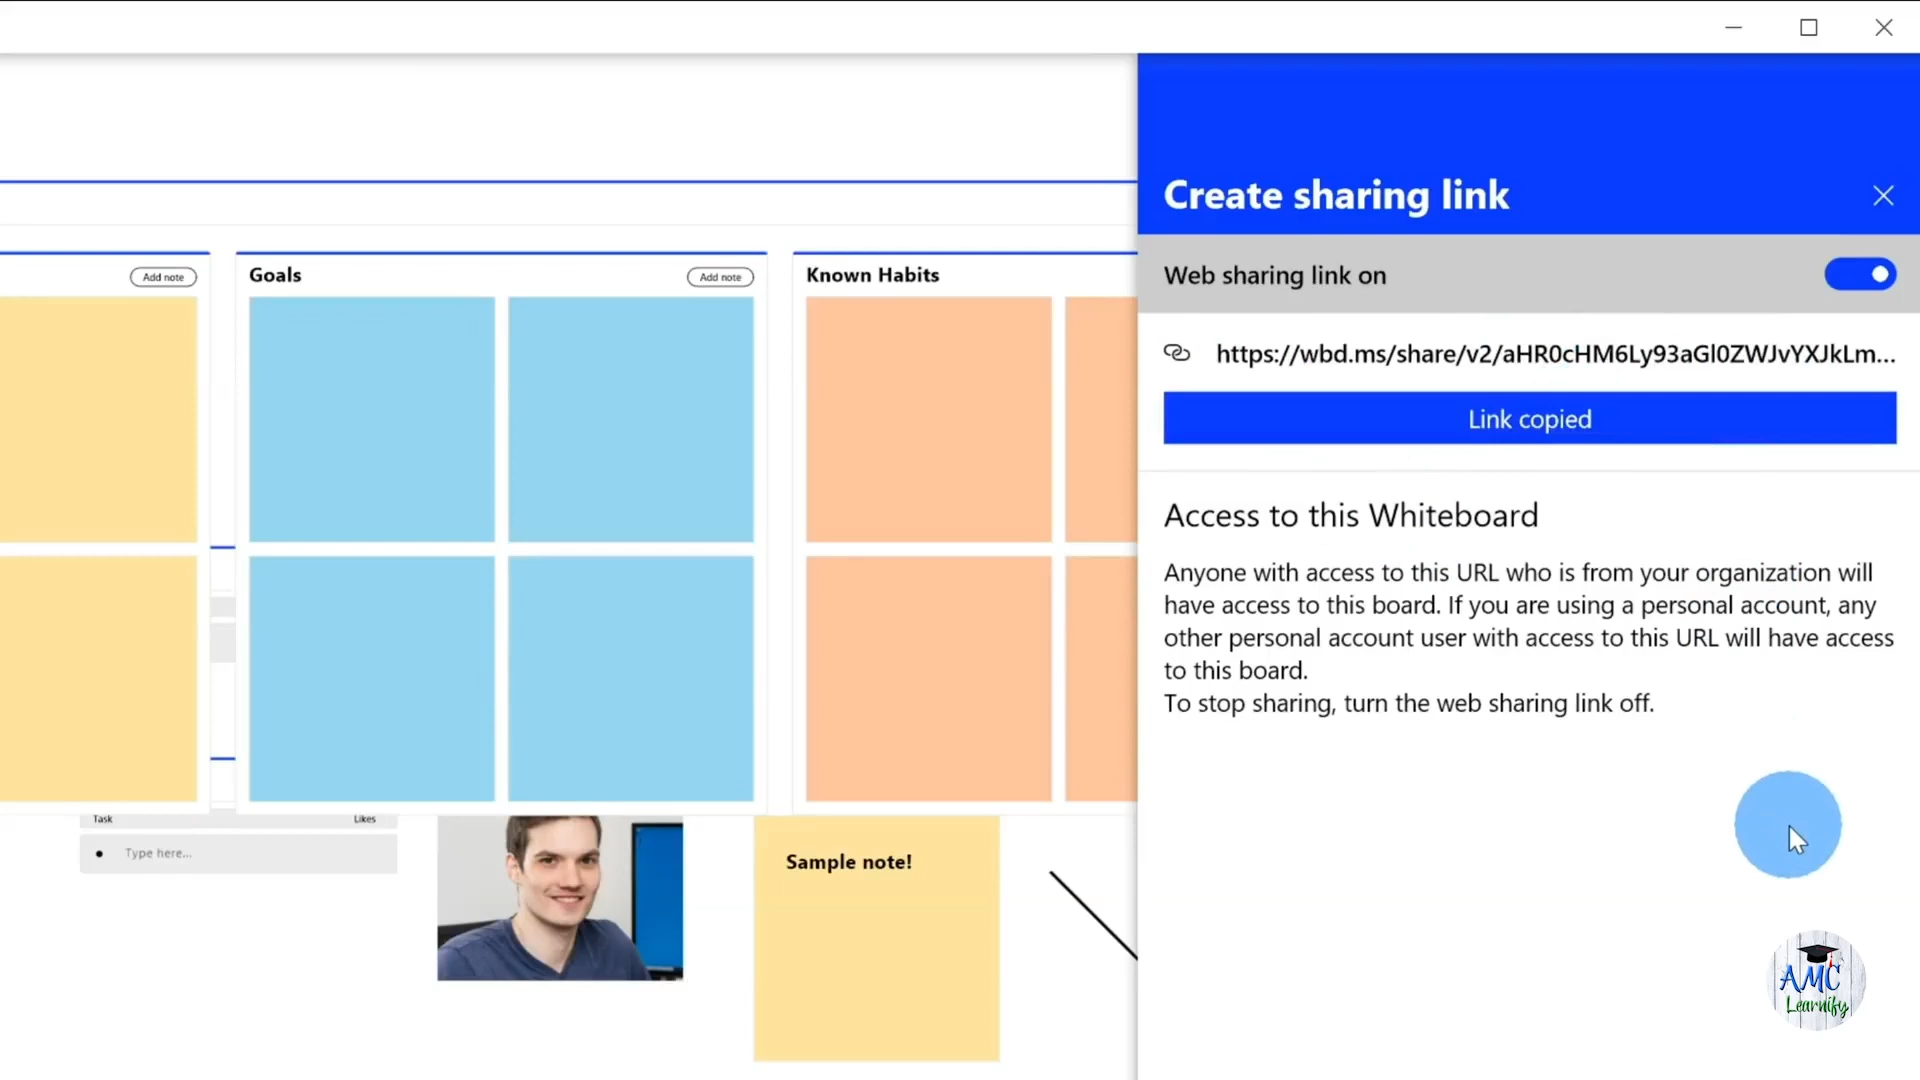 Create sharing link
Web sharing link on
https://wbd.ms/share/v2/aHR0cHM6Ly93aGl0ZWJvYXJkLm...
Link copied
Access to this Whiteboard
Anyone with access to this URL who is from your organization will
have access to this board. If you are using a personal account, any
other personal account user with access to this URL will have access
to this board.
To stop sharing, turn the web sharing link off.
Add note
Goals
Add note
Known Habits
Task
Likes
Type here...
Sample note!
AMC
Learnify